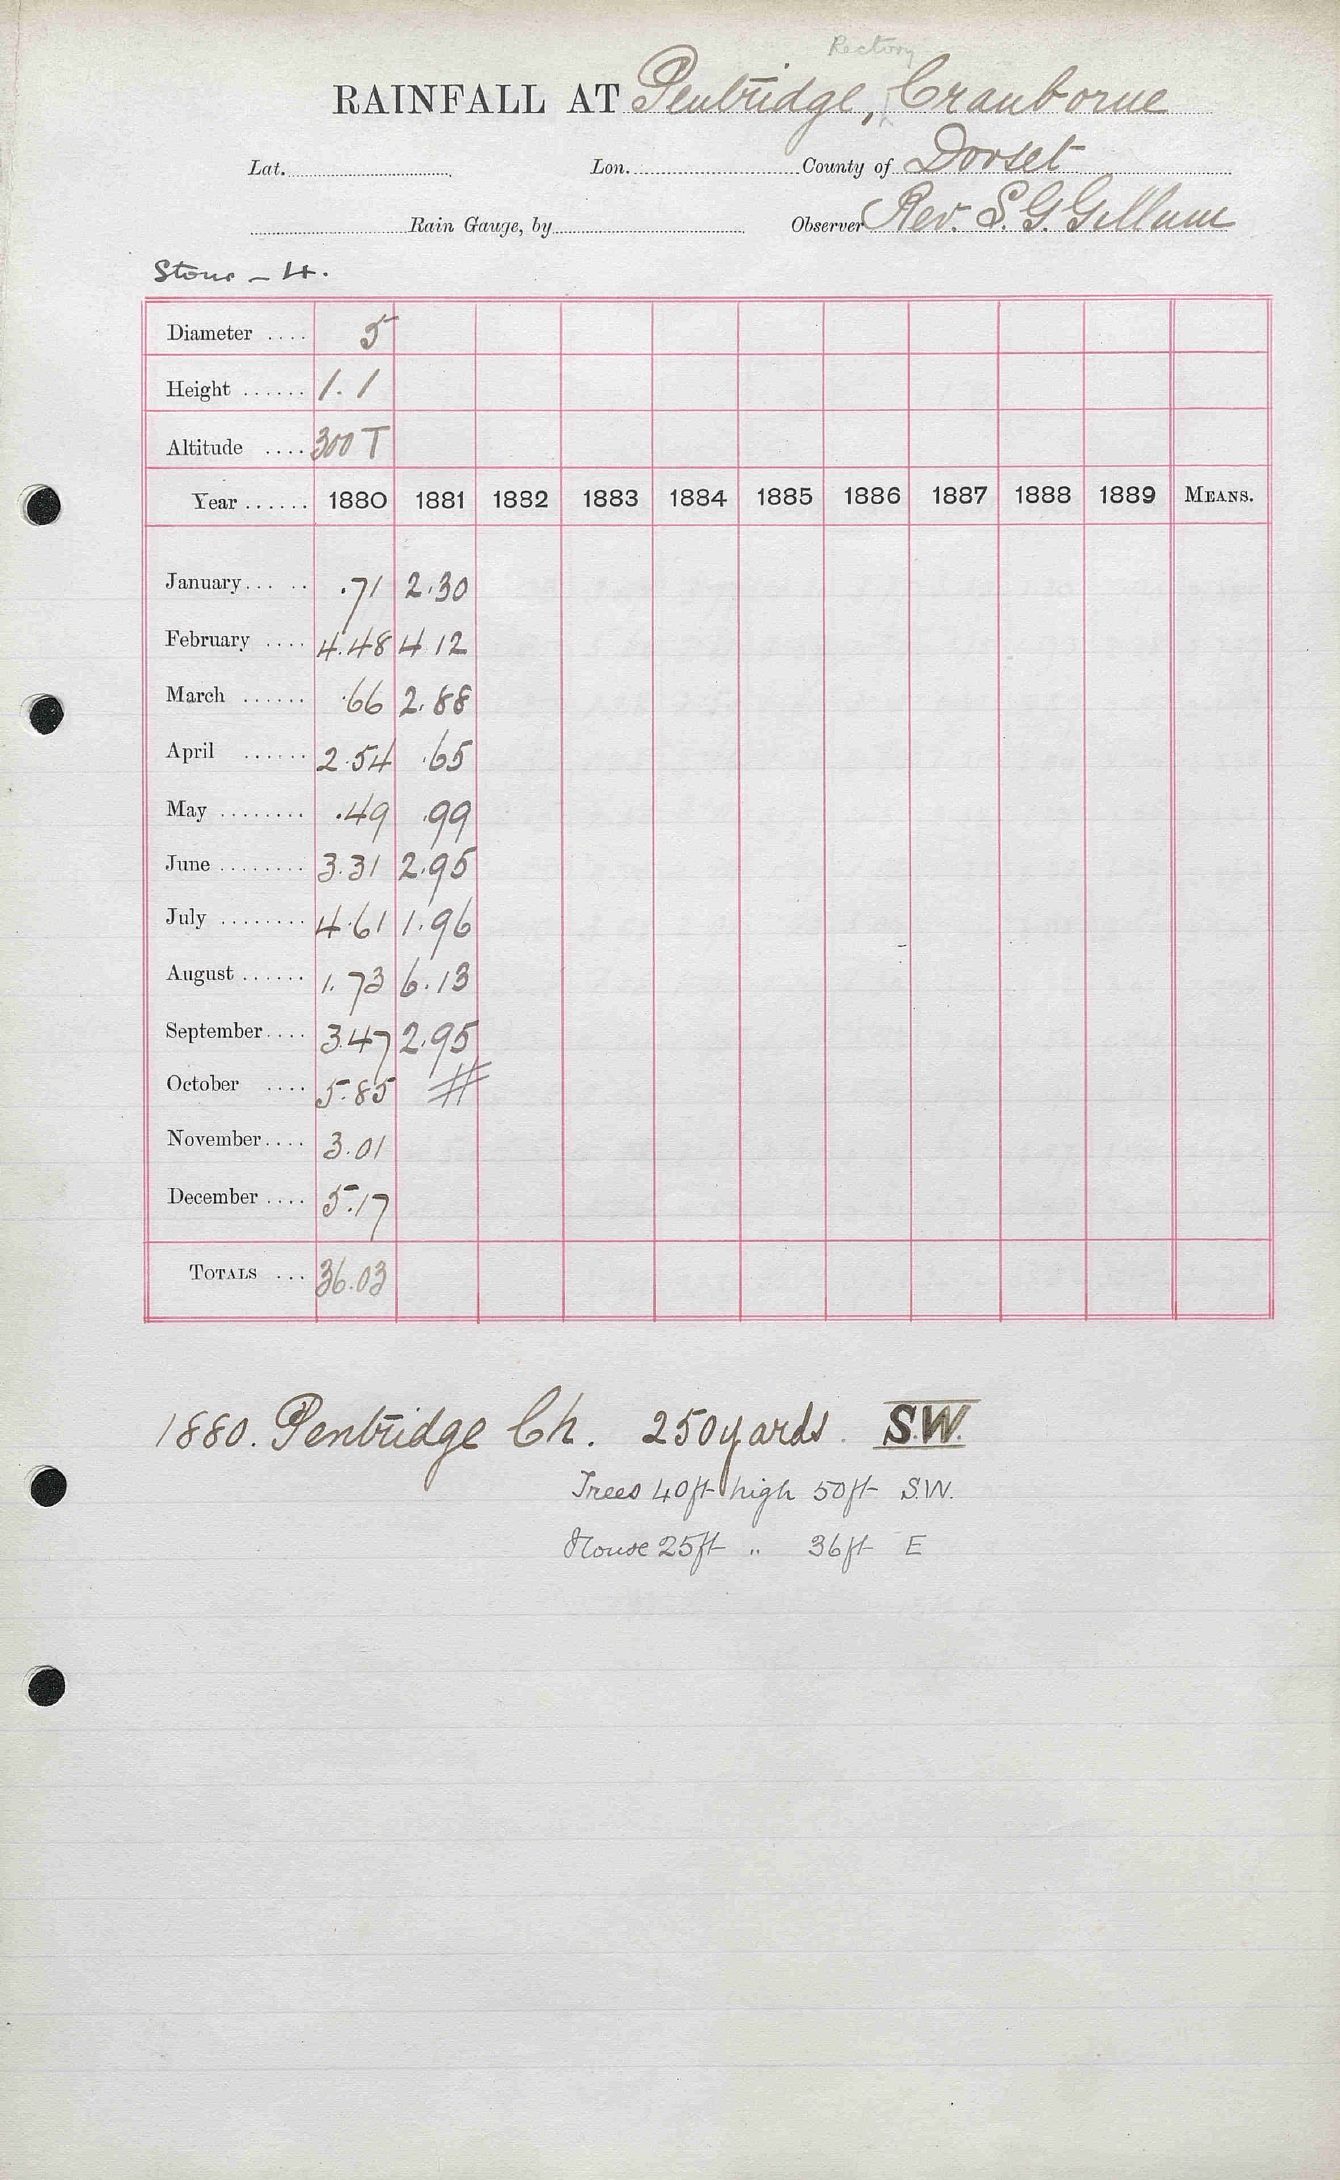 Rectory
RAINFALL AT Pentridge, Cranborne
Lat. Lon. County of Dorset
Rain Gauge, by Observer Rev. S. G. Gillum
Stour – 4.
Diameter .... 5
Height ...... 1.1
Altitude .... 300 T
Year ...... 1880 1881 1882 1883 1884 1885 1886 1887 1888 1889 MEANS.
January... .. .71 2.30
February .... 4.48 4 12
March ...... .66 2.88
April ...... 2.54 .65
May ........ .49 .99
June ........ 3.31 2.95
July ........ 4.61 1.96
August ...... 1.73 6.13
September.... 3.47 2.95
October .... 5.85 #
November.... 3.01
December .... 5.17
TOTALS ... 36.03
1880. Pentridge Ch. 250 yards. S.W.
Trees 40ft high 50ft S.W.
House 25ft " 36ft E